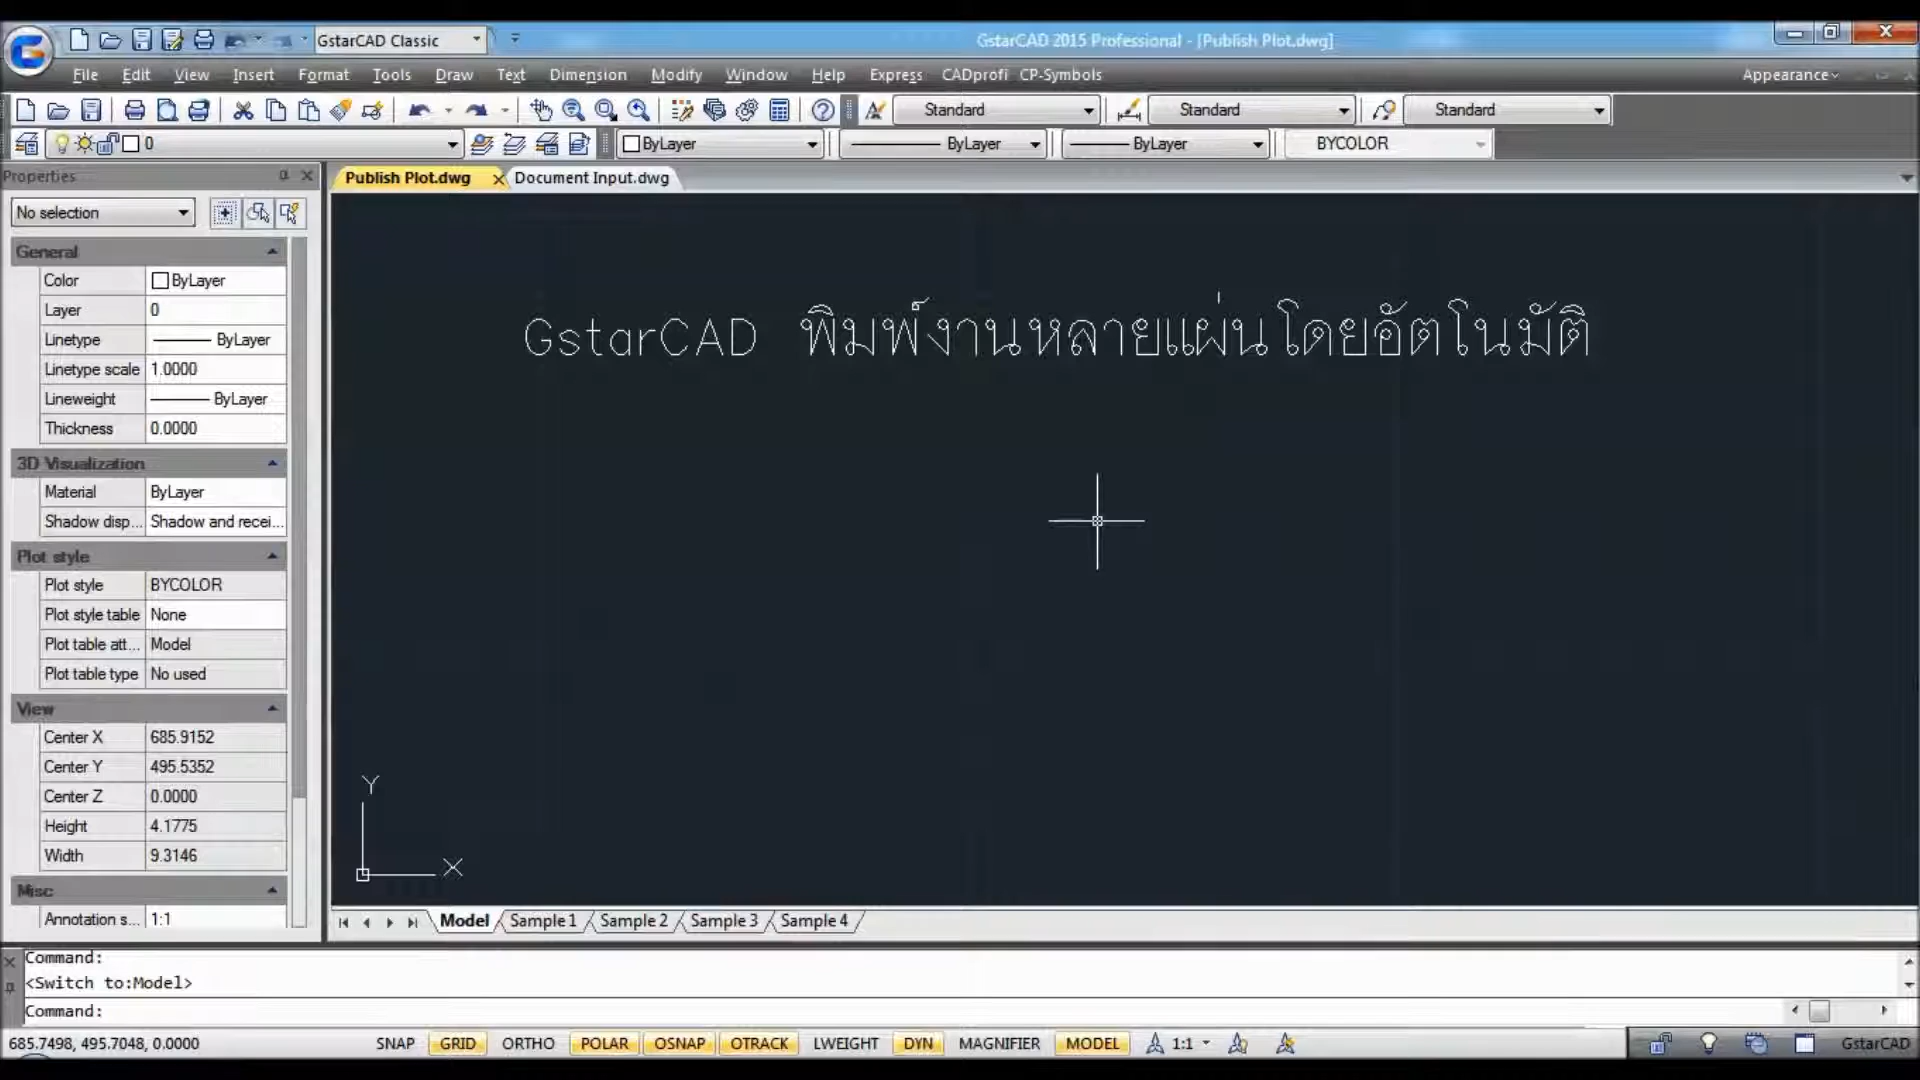 GstarCAD Classic
GstarCAD 2015 Professional - [Publish Plot.dwg]
File Edit View Insert Format Tools Draw Text Dimension Modify Window Help Express CADprofi CP-Symbols Appearance
Standard Standard Standard
0 ByLayer ByLayer ByLayer BYCOLOR
Properties
Publish Plot.dwg Document Input.dwg
No selection
General
Color ByLayer
Layer 0
Linetype ByLayer
Linetype scale 1.0000
Lineweight ByLayer
Thickness 0.0000
3D Visualization
Material ByLayer
Shadow disp... Shadow and recei...
Plot style
Plot style BYCOLOR
Plot style table None
Plot table att... Model
Plot table type No used
View
Center X 685.9152
Center Y 495.5352
Center Z 0.0000
Height 4.1775
Width 9.3146
Misc
Annotation s... 1:1
GstarCAD พิมพ์งานหลายแผ่นโดยอัตโนมัติ
Y
X
Model Sample 1 Sample 2 Sample 3 Sample 4
Command:
<Switch to:Model>
Command:
685.7498, 495.7048, 0.0000 SNAP GRID ORTHO POLAR OSNAP OTRACK LWEIGHT DYN MAGNIFIER MODEL 1:1 GstarCAD